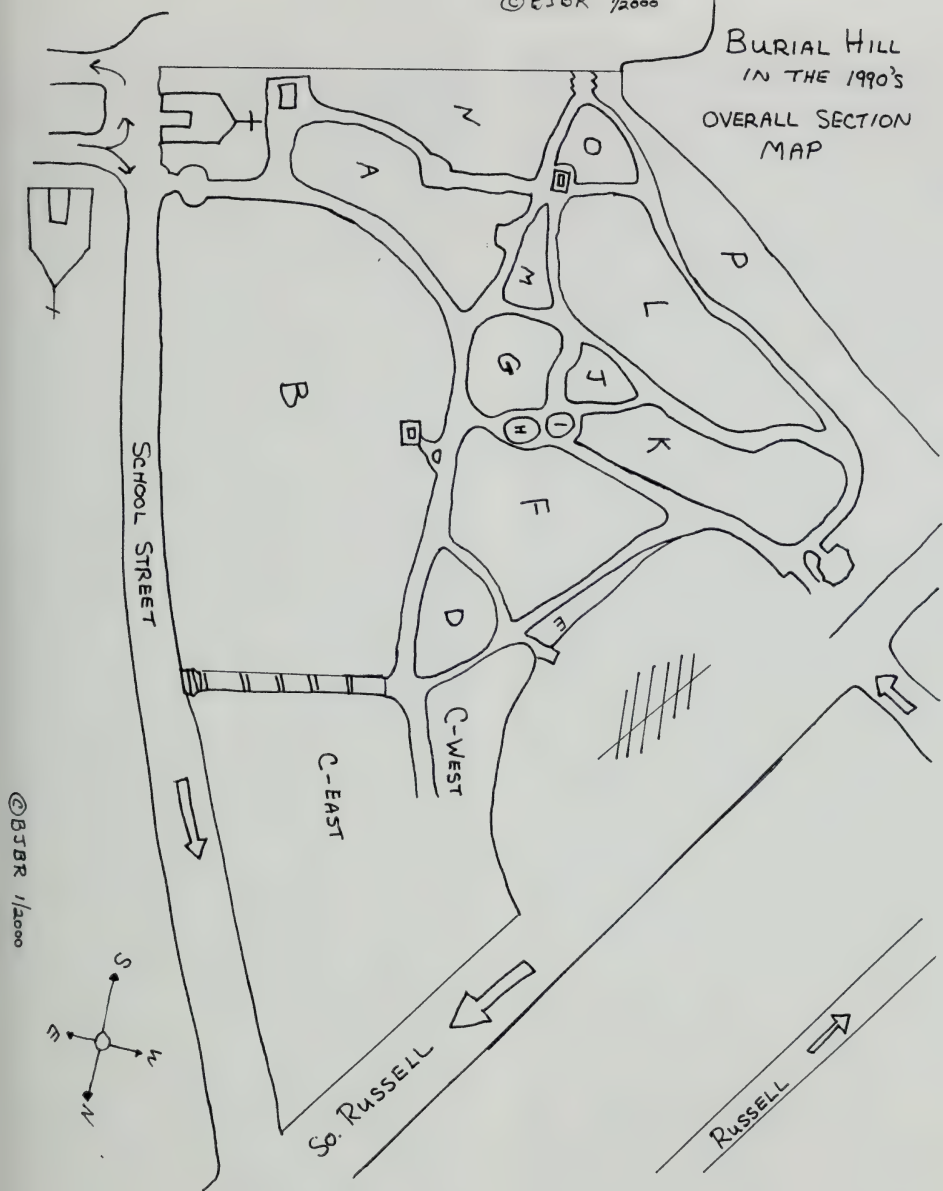 ©BJBR 1/2000
BURIAL HILL
IN THE 1990's
OVERALL SECTION
MAP
N
O
A
P
M
L
G
J
B
H
I
K
F
D
E
SCHOOL STREET
C-WEST
C-EAST
©BJBR 1/2000
S
E
W
N
SO. RUSSELL
RUSSELL